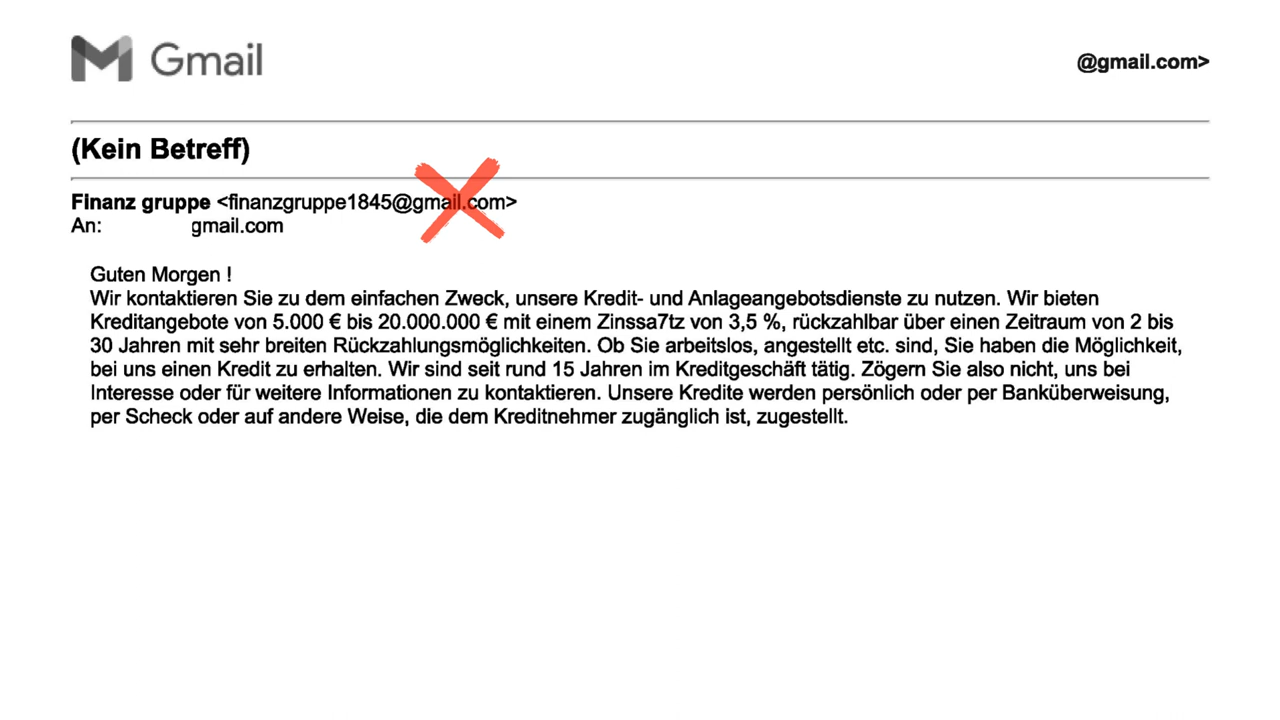 Gmail
@gmail.com>
(Kein Betreff)
Finanz gruppe <finanzgruppe1845@gmail.com>
An: gmail.com
Guten Morgen !
Wir kontaktieren Sie zu dem einfachen Zweck, unsere Kredit- und Anlageangebotsdienste zu nutzen. Wir bieten
Kreditangebote von 5.000 € bis 20.000.000 € mit einem Zinssa7tz von 3,5 %, rückzahlbar über einen Zeitraum von 2 bis
30 Jahren mit sehr breiten Rückzahlungsmöglichkeiten. Ob Sie arbeitslos, angestellt etc. sind, Sie haben die Möglichkeit,
bei uns einen Kredit zu erhalten. Wir sind seit rund 15 Jahren im Kreditgeschäft tätig. Zögern Sie also nicht, uns bei
Interesse oder für weitere Informationen zu kontaktieren. Unsere Kredite werden persönlich oder per Banküberweisung,
per Scheck oder auf andere Weise, die dem Kreditnehmer zugänglich ist, zugestellt.